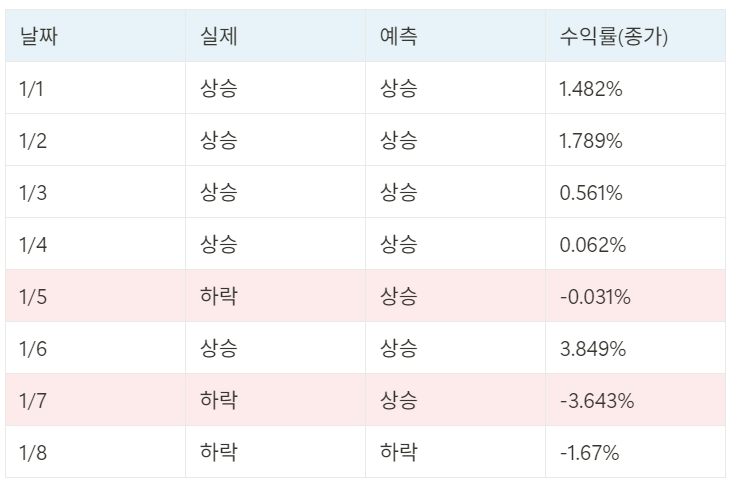 날짜 실제 예측 수익률(종가)
1/1 상승 상승 1.482%
1/2 상승 상승 1.789%
1/3 상승 상승 0.561%
1/4 상승 상승 0.062%
1/5 하락 상승 -0.031%
1/6 상승 상승 3.849%
1/7 하락 상승 -3.643%
1/8 하락 하락 -1.67%